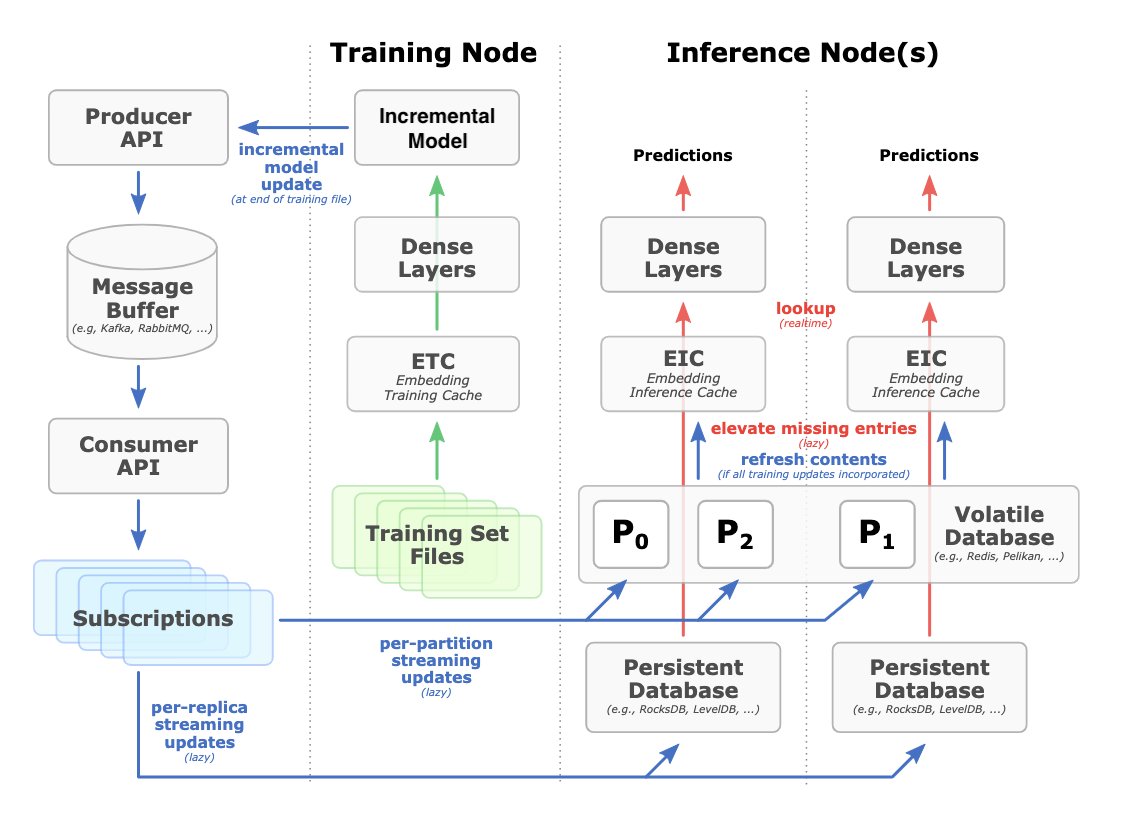 Training Node
Inference Node(s)
Producer
API
incremental
model
update
(at end of training file)
Incremental
Model
Message
Buffer
(e.g, Kafka, RabbitMQ, ...)
Consumer
API
Subscriptions
per-replica
streaming
updates
(lazy)
Dense
Layers
ETC
Embedding
Training Cache
Training Set
Files
per-partition
streaming
updates
(lazy)
Predictions
Predictions
Dense
Layers
Dense
Layers
lookup
(realtime)
EIC
Embedding
Inference Cache
EIC
Embedding
Inference Cache
elevate missing entries
(lazy)
refresh contents
(if all training updates incorporated)
P0
P2
P1
Volatile
Database
(e.g., Redis, Pelikan, ...)
Persistent
Database
(e.g., RocksDB, LevelDB, ...)
Persistent
Database
(e.g., RocksDB, LevelDB, ...)